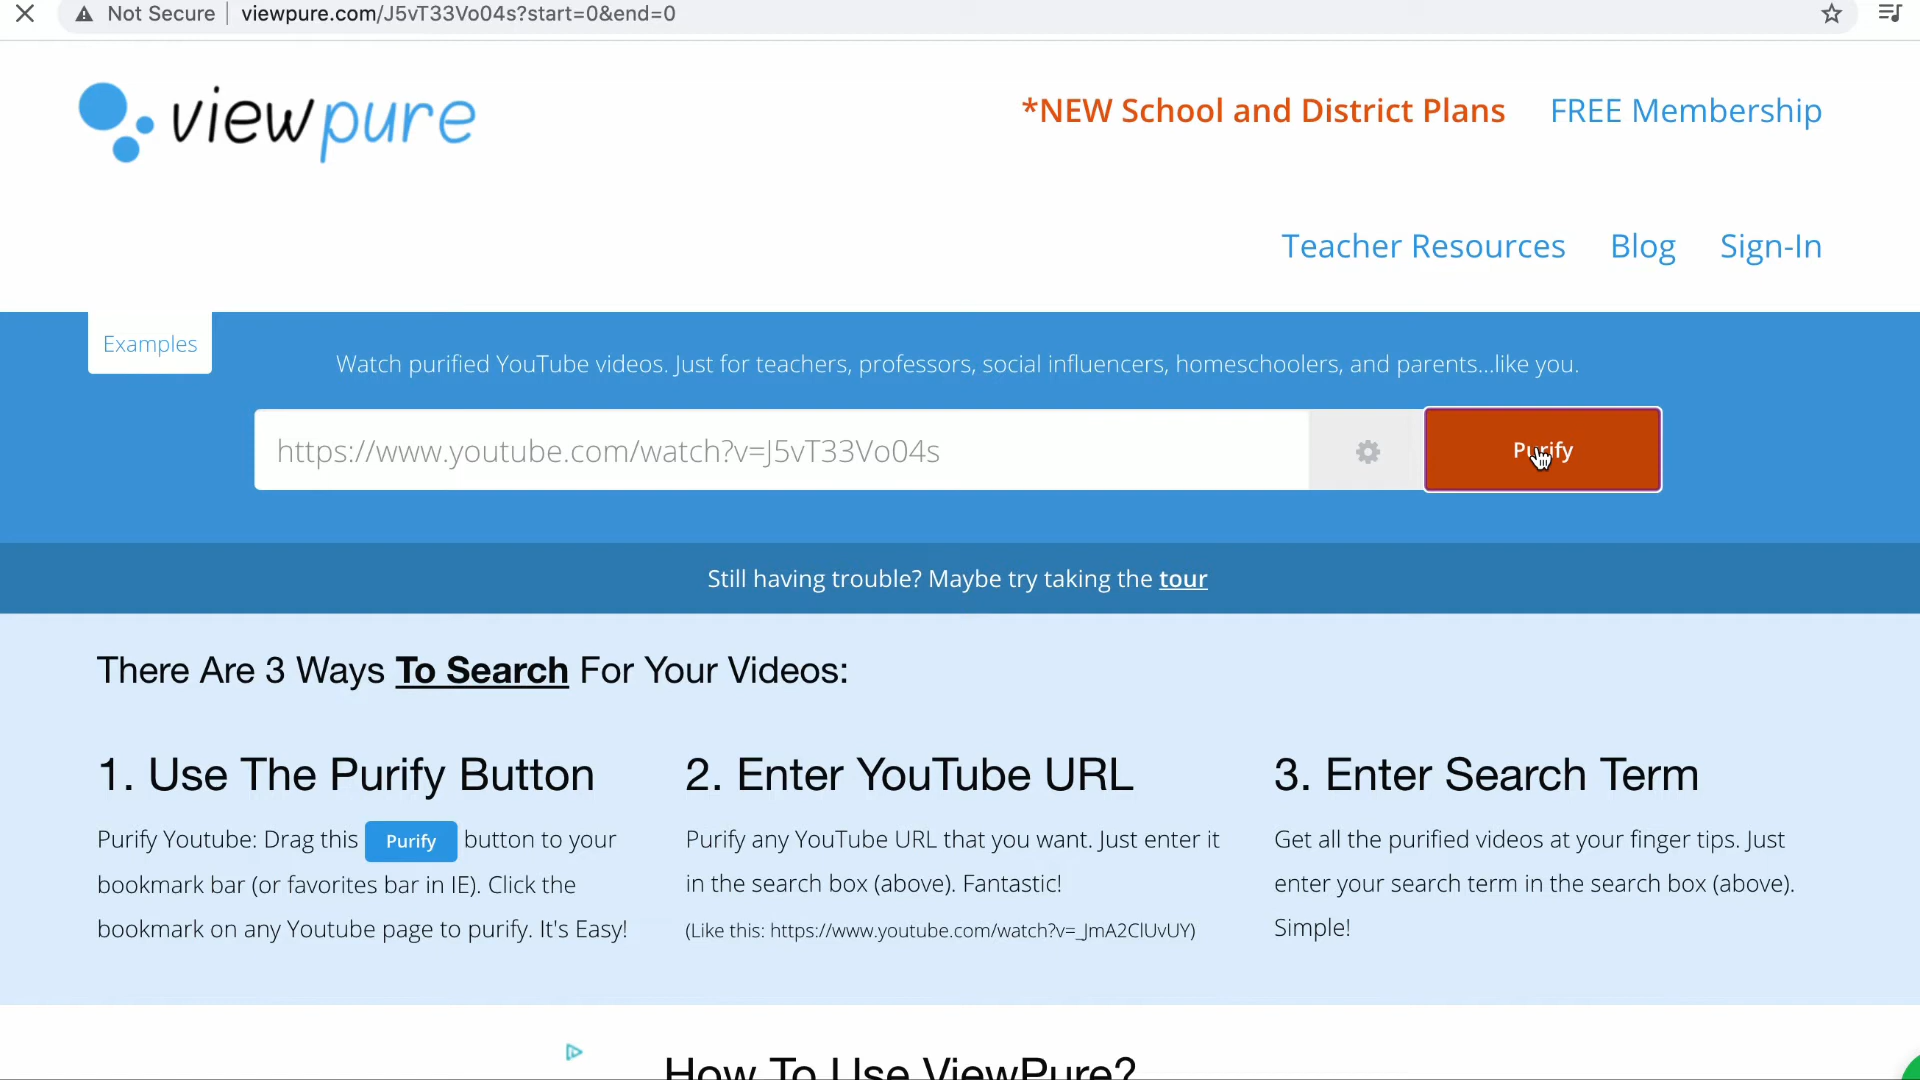 Not Secure | viewpure.com/J5vT33Vo04s?start=0&end=0
viewpure
*NEW School and District Plans
FREE Membership
Teacher Resources
Blog
Sign-In
Examples
Watch purified YouTube videos. Just for teachers, professors, social influencers, homeschoolers, and parents...like you.
https://www.youtube.com/watch?v=J5vT33Vo04s
Purify
Still having trouble? Maybe try taking the tour
There Are 3 Ways To Search For Your Videos:
1. Use The Purify Button
Purify Youtube: Drag this Purify button to your
bookmark bar (or favorites bar in IE). Click the
bookmark on any Youtube page to purify. It's Easy!
2. Enter YouTube URL
Purify any YouTube URL that you want. Just enter it
in the search box (above). Fantastic!
(Like this: https://www.youtube.com/watch?v=_JmA2ClUvUY)
3. Enter Search Term
Get all the purified videos at your finger tips. Just
enter your search term in the search box (above).
Simple!
How To Use ViewPure?